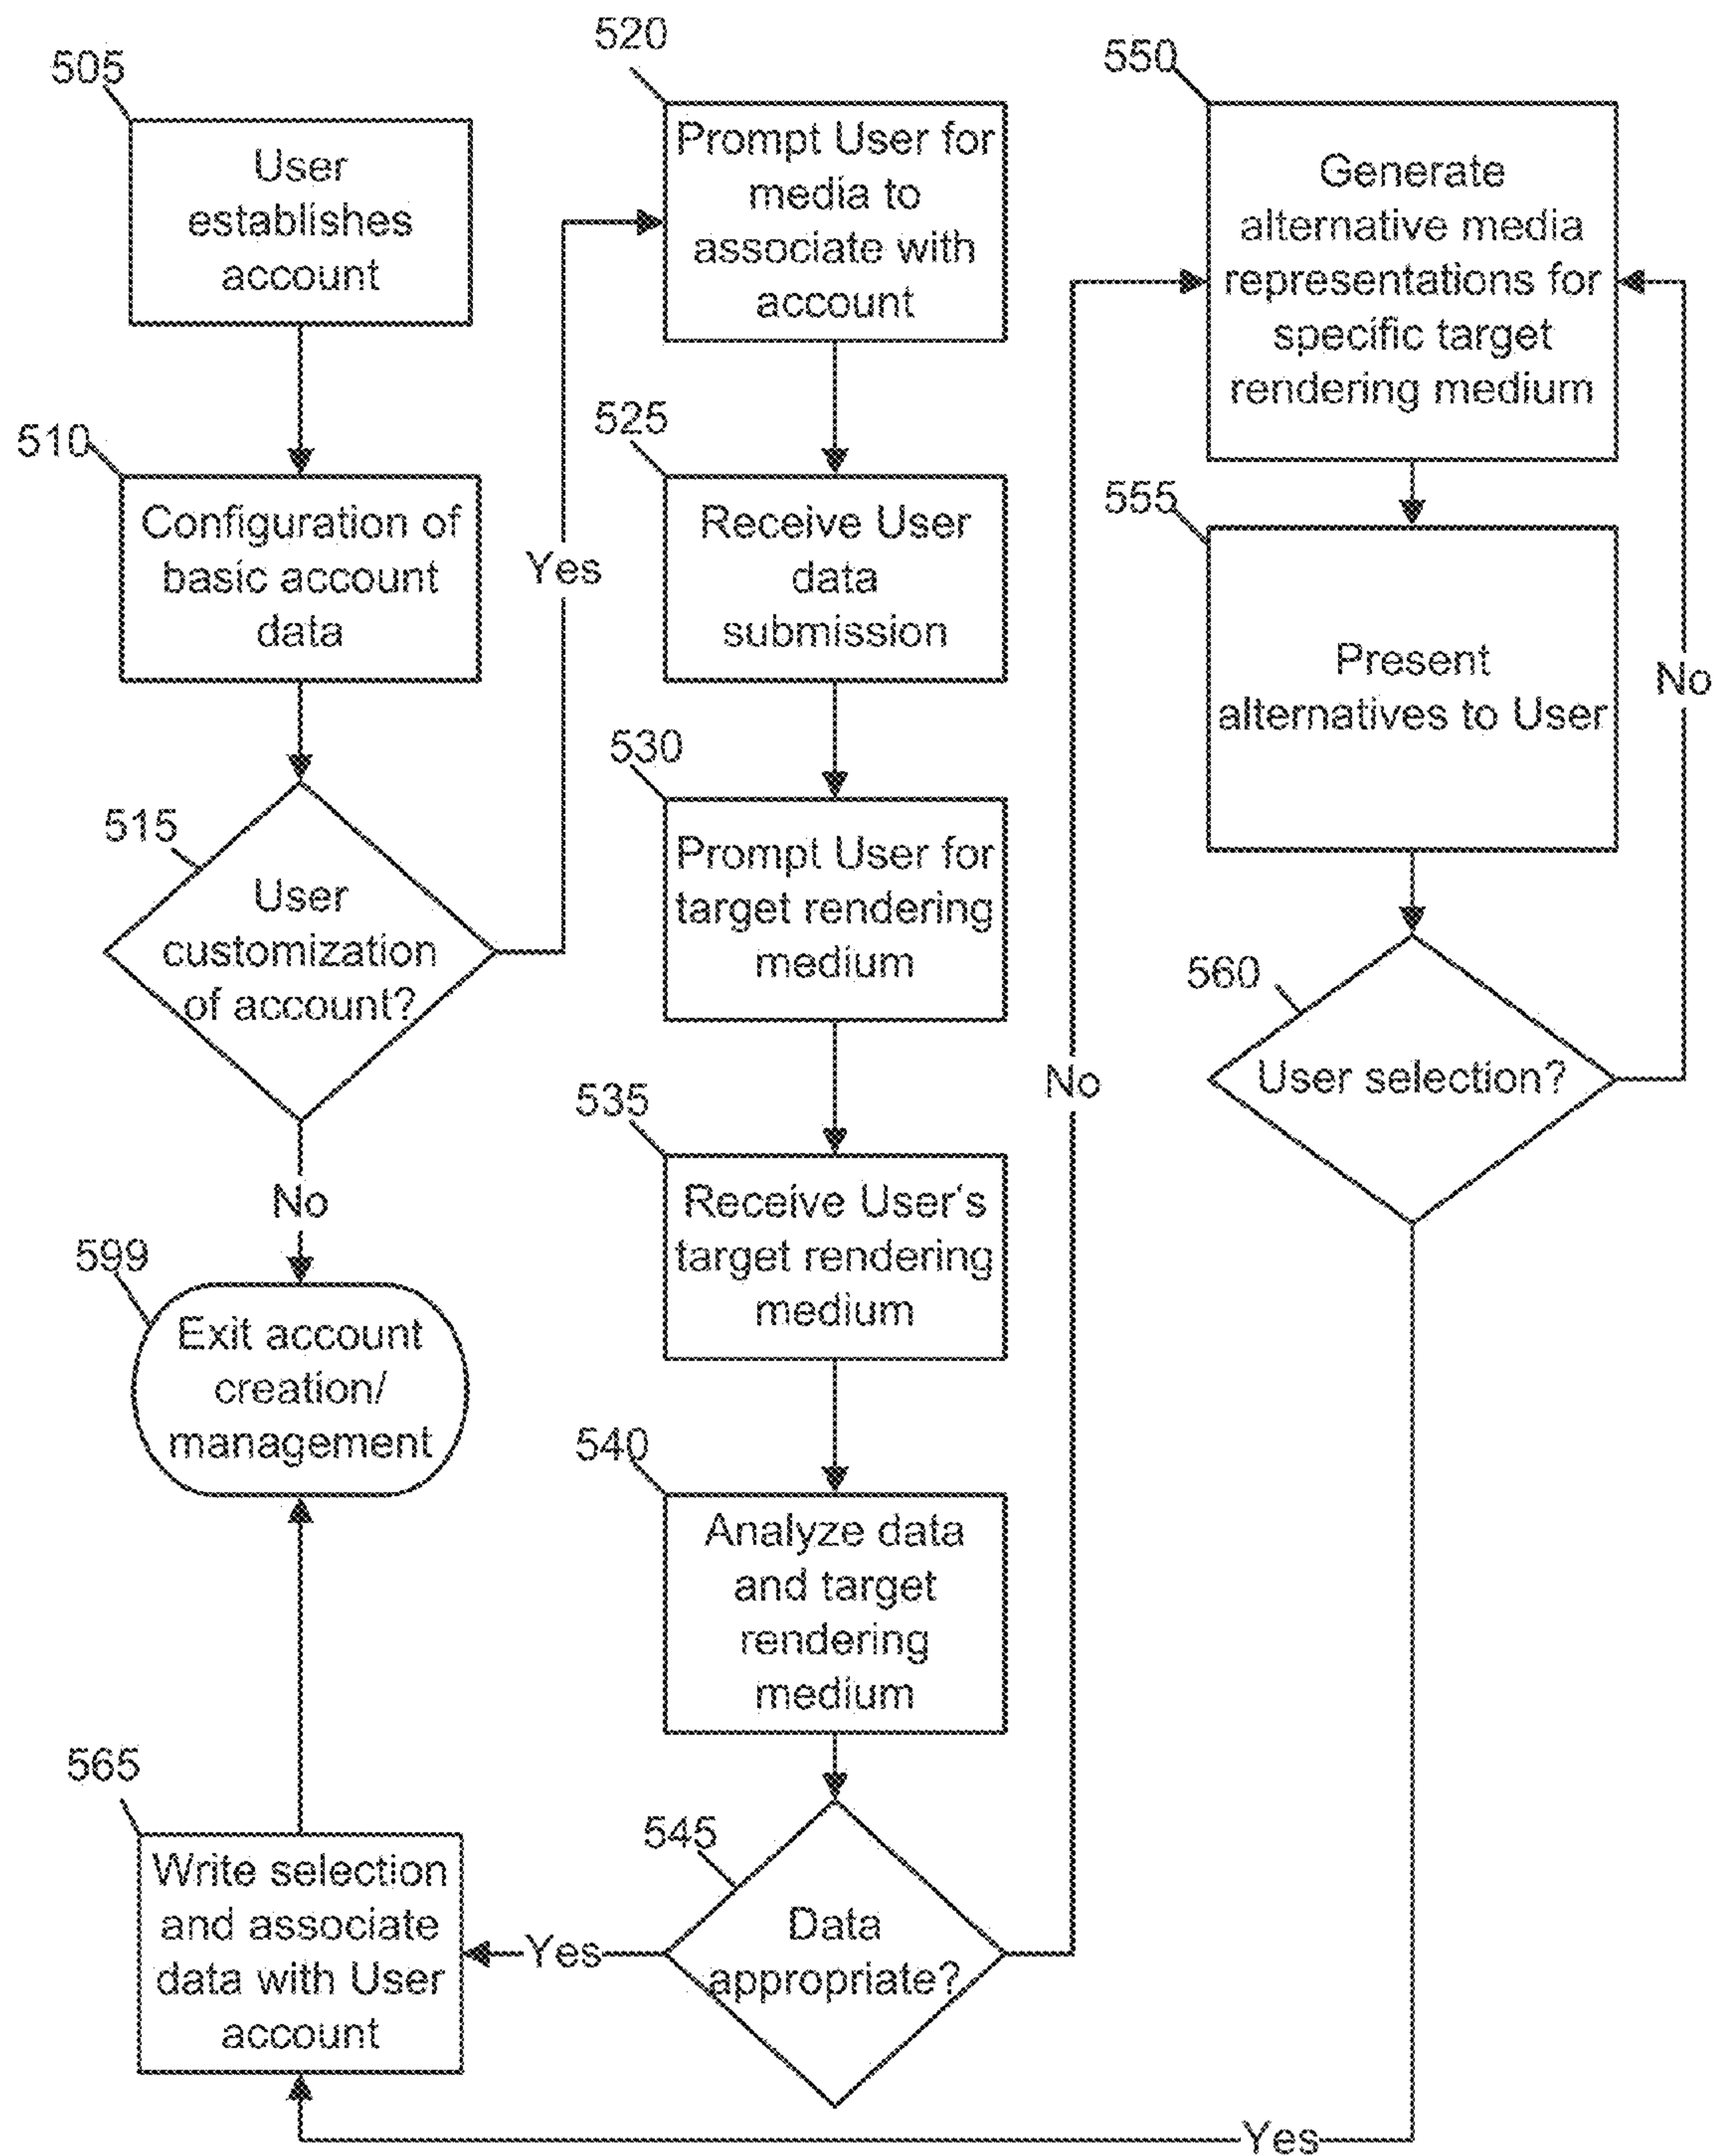 505
User
establishes
account
510
Configuration of
basic account
data
515
User
customization
of account?
Yes
No
599
Exit account
creation/
management
565
Write selection
and associate
data with User
account
520
Prompt User for
media to
associate with
account
525
Receive User
data
submission
530
Prompt User for
target rendering
medium
535
Receive User's
target rendering
medium
540
Analyze data
and target
rendering
medium
545
Data
appropriate?
Yes
No
550
Generate
alternative media
representations for
specific target
rendering medium
555
Present
alternatives to User
560
User selection?
No
Yes